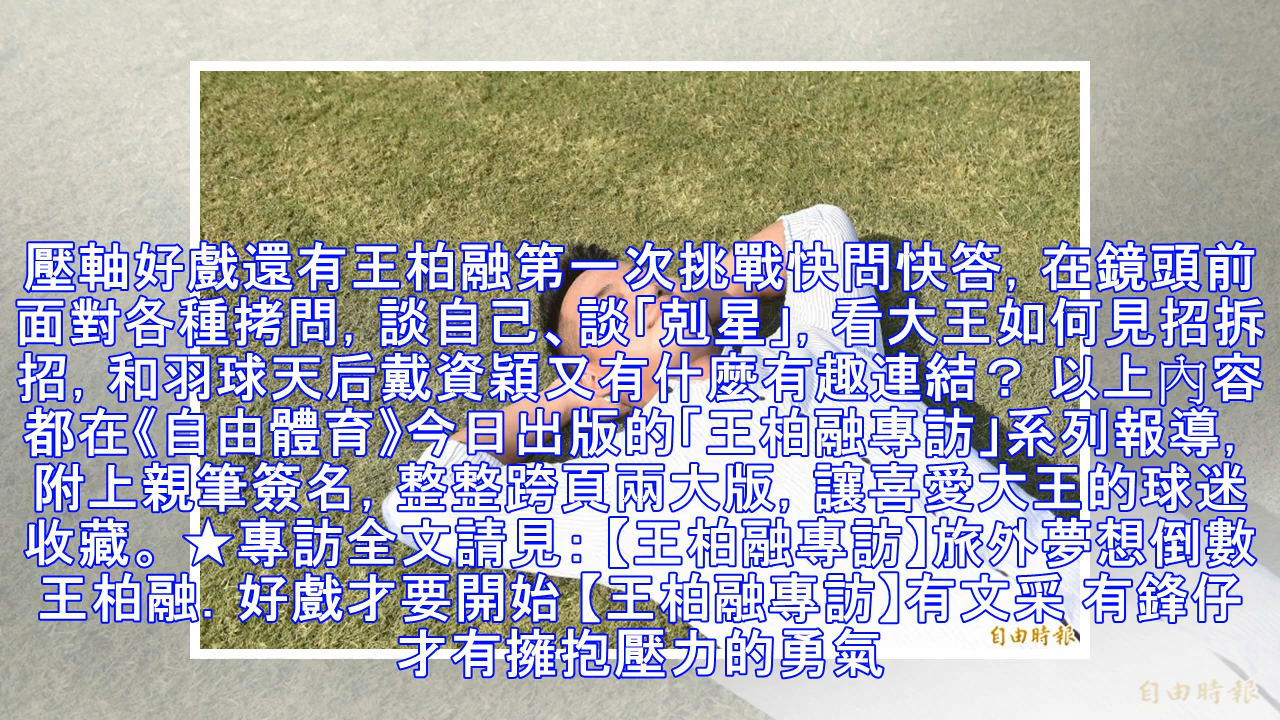 壓軸好戲還有王柏融第一次挑戰快問快答, 在鏡頭前
面對各種拷問, 談自己、談「剋星」, 看大王如何見招拆
招, 和羽球天后戴資穎又有什麼有趣連結？ 以上內容
都在《自由體育》今日出版的「王柏融專訪」系列報導,
附上親筆簽名, 整整跨頁兩大版, 讓喜愛大王的球迷
收藏。★專訪全文請見：【王柏融專訪】旅外夢想倒數
王柏融. 好戲才要開始【王柏融專訪】有文采 有鋒仔
才有擁抱壓力的勇氣
自由時報
自由時報